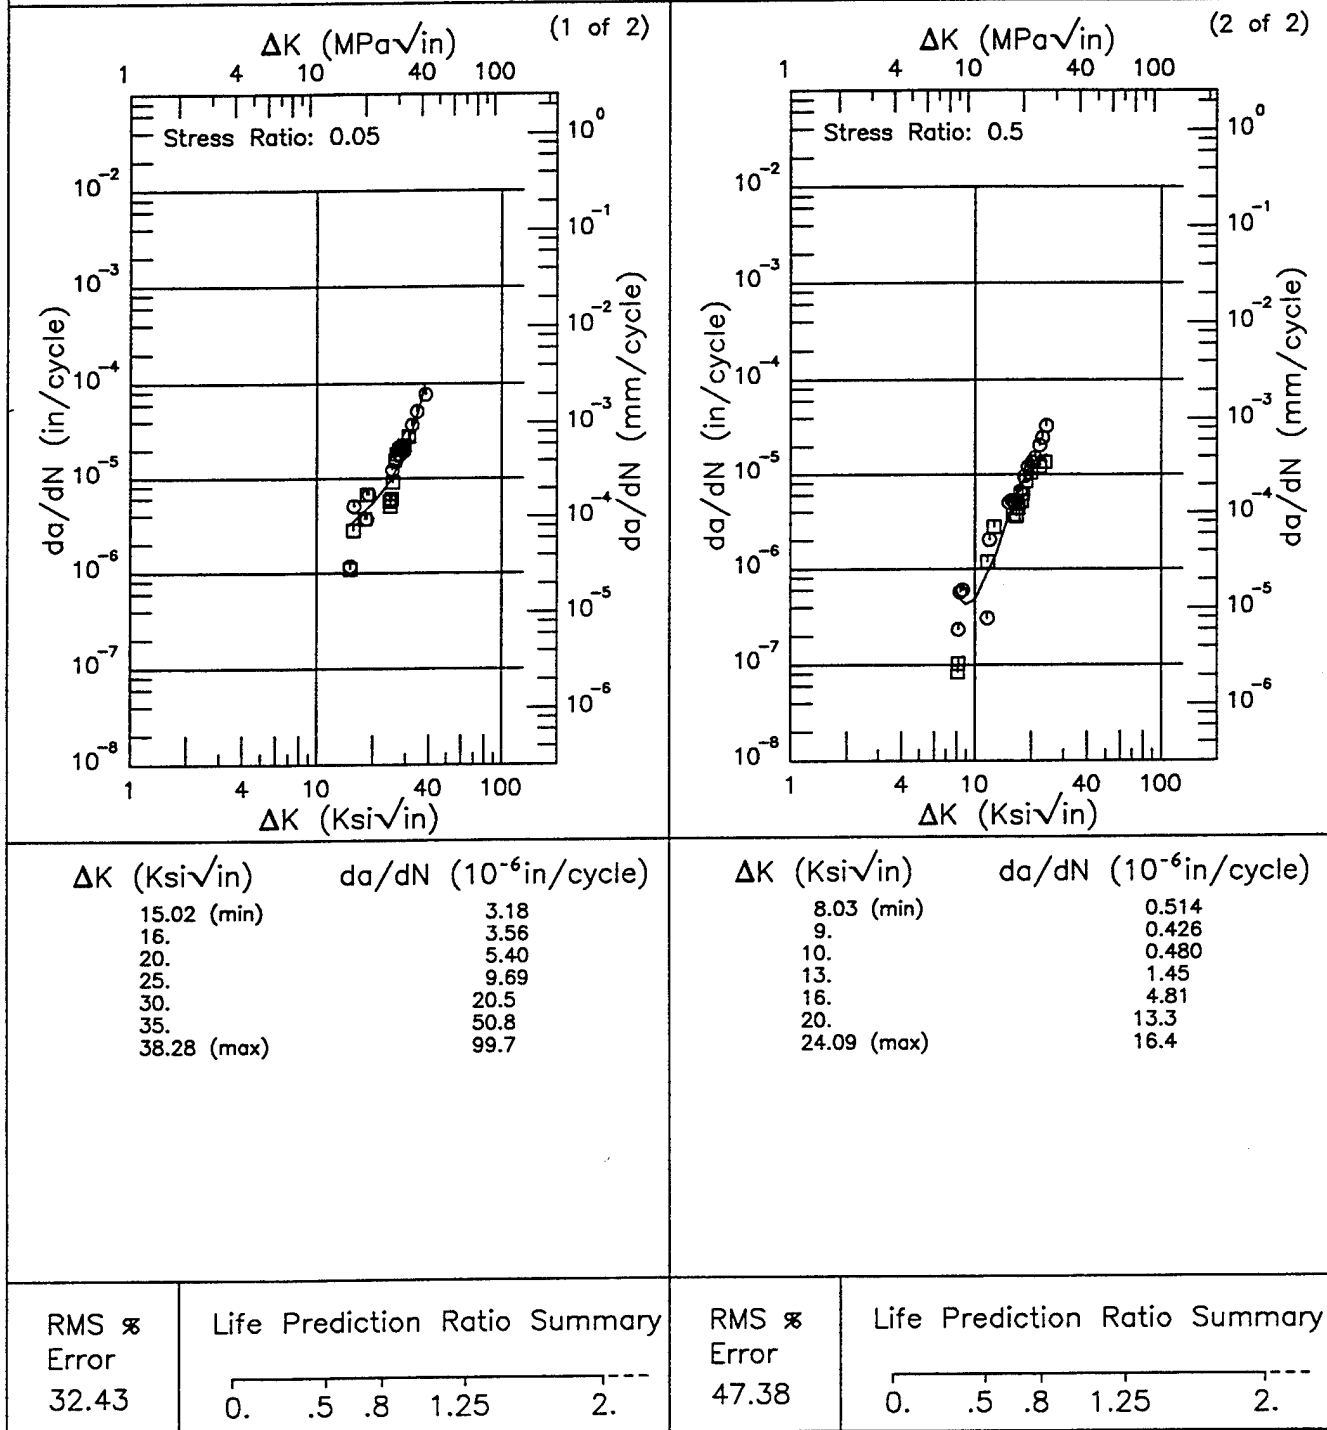 (1 of 2)
ΔK (MPa√in)
1 4 10 40 100
Stress Ratio: 0.05
da/dN (in/cycle)
10⁻²
10⁻³
10⁻⁴
10⁻⁵
10⁻⁶
10⁻⁷
10⁻⁸
10⁰
10⁻¹
10⁻²
10⁻³
10⁻⁴
10⁻⁵
10⁻⁶
da/dN (mm/cycle)
1 4 10 40 100
ΔK (Ksi√in)
ΔK (Ksi√in) da/dN (10⁻⁶in/cycle)
15.02 (min) 3.18
16. 3.56
20. 5.40
25. 9.69
30. 20.5
35. 50.8
38.28 (max) 99.7
RMS %
Error
32.43
Life Prediction Ratio Summary
0. .5 .8 1.25 2.
(2 of 2)
ΔK (MPa√in)
1 4 10 40 100
Stress Ratio: 0.5
da/dN (in/cycle)
10⁻²
10⁻³
10⁻⁴
10⁻⁵
10⁻⁶
10⁻⁷
10⁻⁸
10⁰
10⁻¹
10⁻²
10⁻³
10⁻⁴
10⁻⁵
10⁻⁶
da/dN (mm/cycle)
1 4 10 40 100
ΔK (Ksi√in)
ΔK (Ksi√in) da/dN (10⁻⁶in/cycle)
8.03 (min) 0.514
9. 0.426
10. 0.480
13. 1.45
16. 4.81
20. 13.3
24.09 (max) 16.4
RMS %
Error
47.38
Life Prediction Ratio Summary
0. .5 .8 1.25 2.